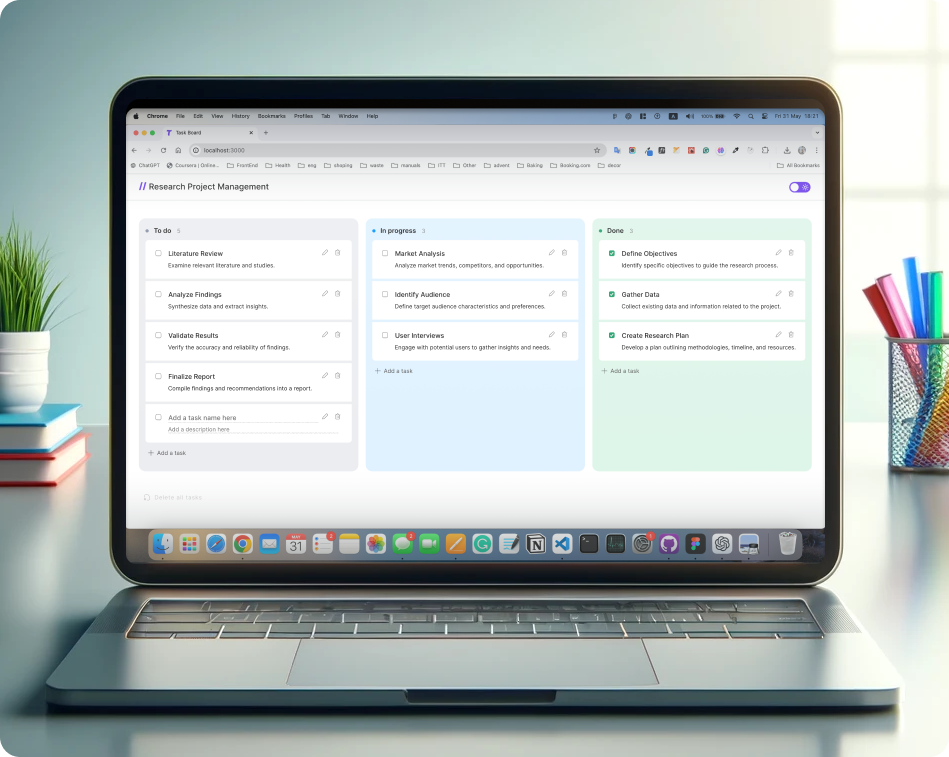 Chrome File Edit View History Bookmarks Profiles Tab Window Help A 100% Fri 31 May 18:21
Task Board
localhost:3000
ChatGPT Coursera | Online... FrontEnd Health eng shoping waste manuals ITT Other advent Baking Booking.com decor All Bookmarks
// Research Project Management
To do 5
Literature Review
Examine relevant literature and studies.
Analyze Findings
Synthesize data and extract insights.
Validate Results
Verify the accuracy and reliability of findings.
Finalize Report
Compile findings and recommendations into a report.
Add a task name here
Add a description here
+ Add a task
In progress 3
Market Analysis
Analyze market trends, competitors, and opportunities.
Identify Audience
Define target audience characteristics and preferences.
User Interviews
Engage with potential users to gather insights and needs.
+ Add a task
Done 3
Define Objectives
Identify specific objectives to guide the research process.
Gather Data
Collect existing data and information related to the project.
Create Research Plan
Develop a plan outlining methodologies, timeline, and resources.
+ Add a task
Delete all tasks
MAY
31